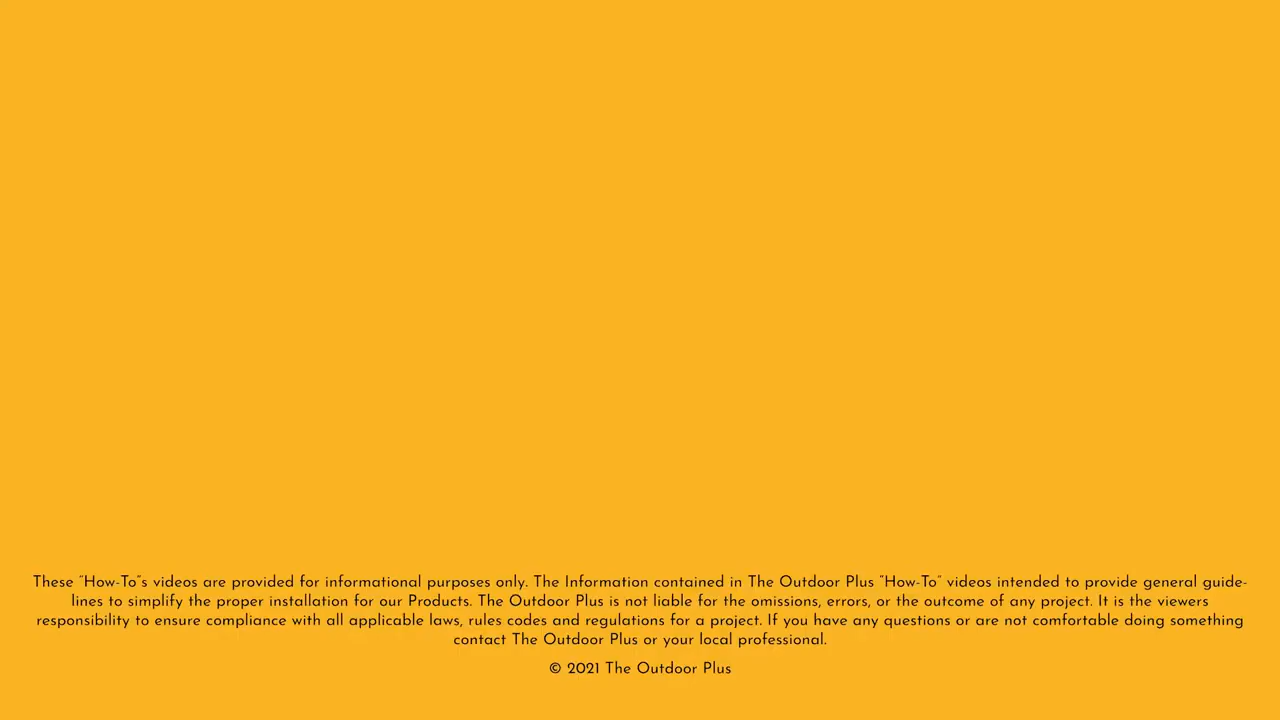 These “How-To”s videos are provided for informational purposes only. The Information contained in The Outdoor Plus “How-To” videos intended to provide general guide-
lines to simplify the proper installation for our Products. The Outdoor Plus is not liable for the omissions, errors, or the outcome of any project. It is the viewers
responsibility to ensure compliance with all applicable laws, rules codes and regulations for a project. If you have any questions or are not comfortable doing something
contact The Outdoor Plus or your local professional.
© 2021 The Outdoor Plus